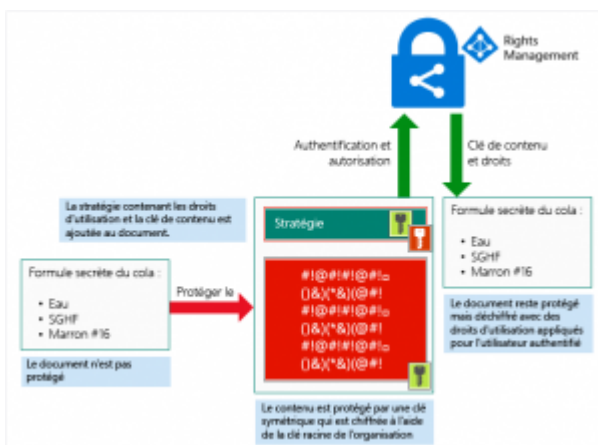 Rights
Management
Authentification et
autorisation
Clé de contenu
et droits
La stratégie contenant les droits
d'utilisation et la clé de contenu est
ajoutée au document.
Stratégie
Formule secrète du cola :
• Eau
• SGHF
• Marron #16
Protéger le
#!@#!#!@#!☐
()&)(*&)(@#!
#!@#!#!@#!☐
()&)(*&)(@#!
#!@#!#!@#!☐
()&)(*&)(@#!
Formule secrète du cola :
• Eau
• SGHF
• Marron #16
Le document n'est pas
protégé
Le document reste protégé
mais déchiffré avec des
droits d'utilisation appliqués
pour l'utilisateur authentifié
Le contenu est protégé par une clé
symétrique qui est chiffrée à l'aide
de la clé racine de l'organisation